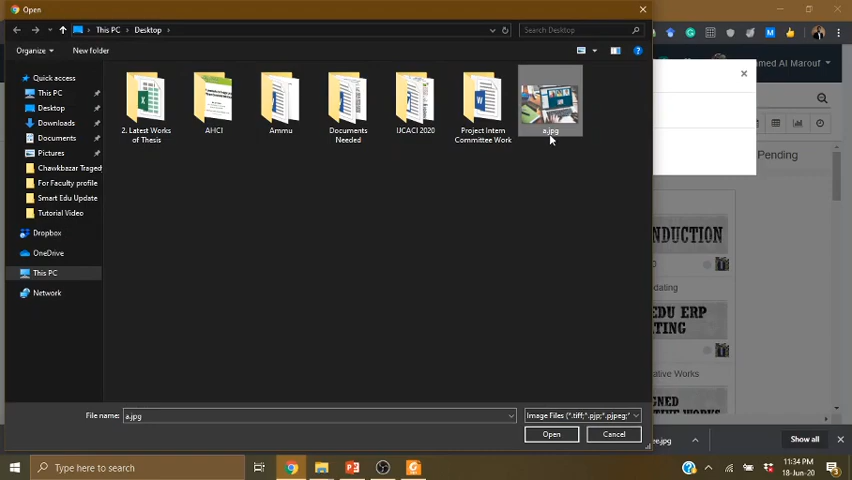 Open
This PC
Desktop
Search Desktop
Organize
New folder
Quick access
This PC
Desktop
Downloads
Documents
Pictures
Chawkbazar Traged
For Faculty profile
Smart Edu Update
Tutorial Video
Dropbox
OneDrive
This PC
Network
2. Latest Works
of Thesis
AHCI
Ammu
Documents
Needed
IJCACI 2020
Project Intern
Committee Work
a.jpg
File name:
a.jpg
Image Files (*.tiff;*.pjp;*.pjpeg;*
Open
Cancel
med Al Marouf
Pending
NDUCTION
dating
EDU ERP
ATING
ative Works
GNED
ee.jpg
Show all
Type here to search
11:34 PM
18-Jun-20